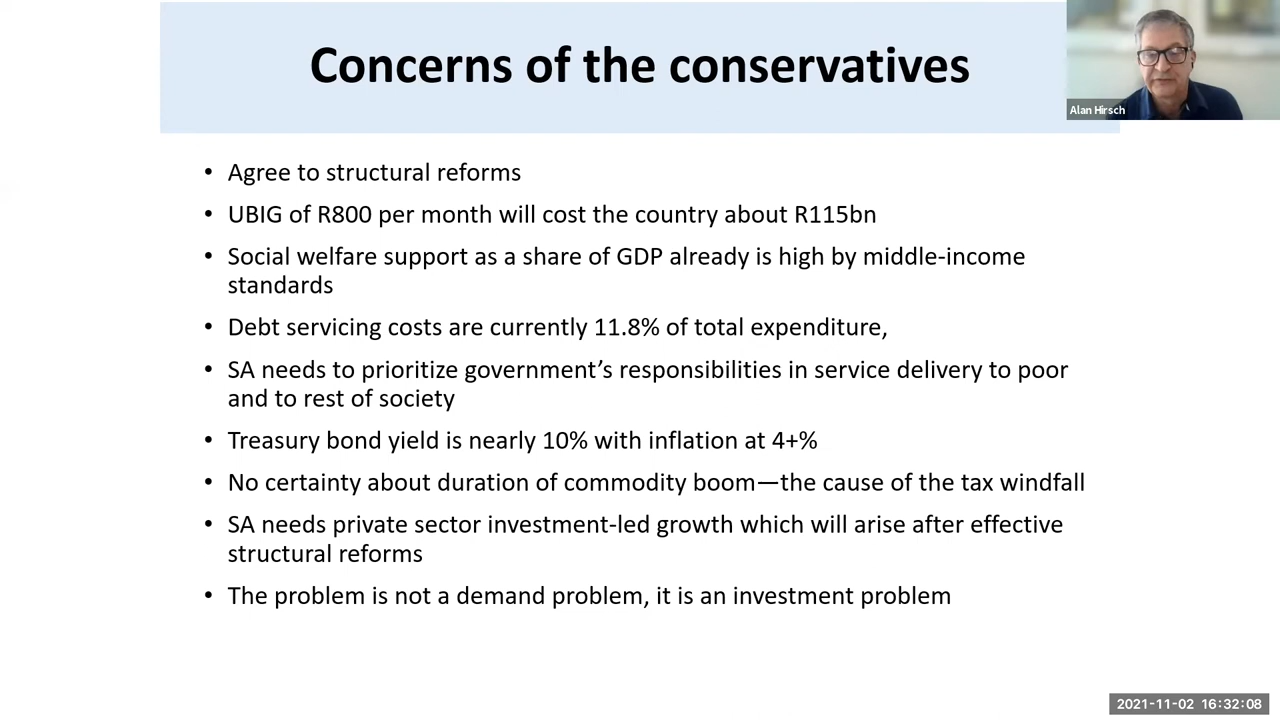 Concerns of the conservatives
Alan Hirsch
• Agree to structural reforms
• UBIG of R800 per month will cost the country about R115bn
• Social welfare support as a share of GDP already is high by middle-income
standards
• Debt servicing costs are currently 11.8% of total expenditure,
• SA needs to prioritize government’s responsibilities in service delivery to poor
and to rest of society
• Treasury bond yield is nearly 10% with inflation at 4+%
• No certainty about duration of commodity boom—the cause of the tax windfall
• SA needs private sector investment-led growth which will arise after effective
structural reforms
• The problem is not a demand problem, it is an investment problem
2021-11-02 16:32:08